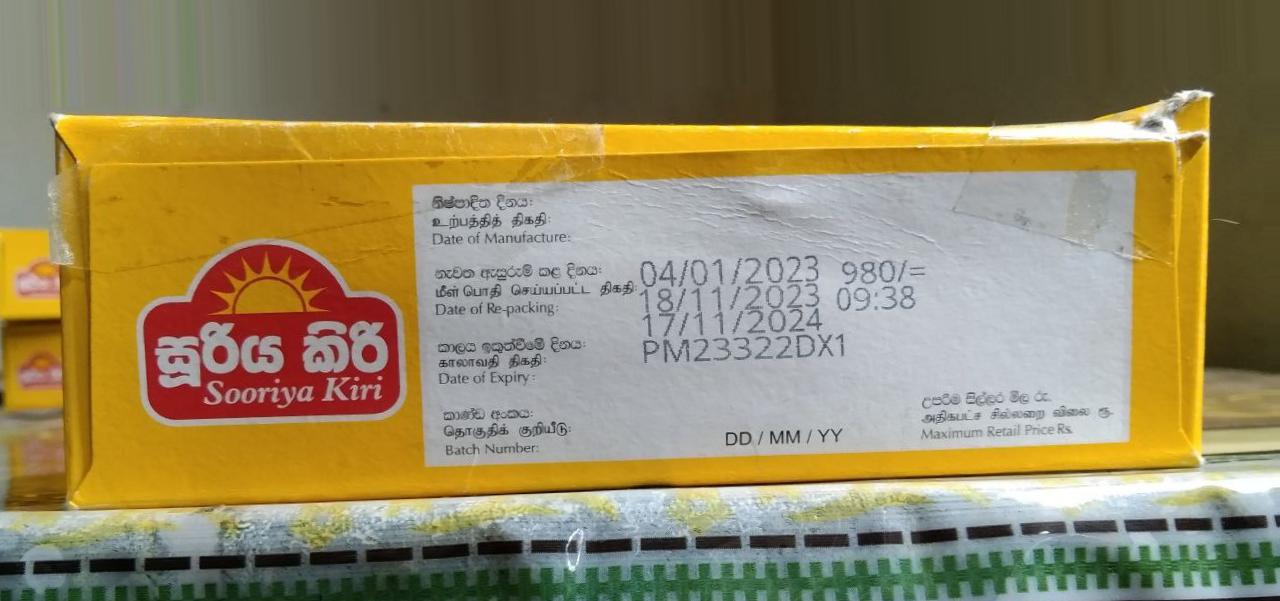 සූරිය කිරි
Sooriya Kiri
නිෂ්පාදිත දිනය:
உற்பத்தித் திகதி:
Date of Manufacture:
නැවත ඇසුරුම් කළ දිනය:
மீள் பொதி செய்யப்பட்ட திகதி:
Date of Re-packing:
04/01/2023 980/=
18/11/2023 09:38
17/11/2024
PM23322DX1
කාලය ඉකුත්වීමේ දිනය:
காலாவதி திகதி:
Date of Expiry:
කාණ්ඩ අංකය:
தொகுதிக் குறியீடு:
Batch Number:
DD / MM / YY
උපරිම සිල්ලර මිල රු.
அதிகபட்ச சில்லறை விலை ரூ.
Maximum Retail Price Rs.